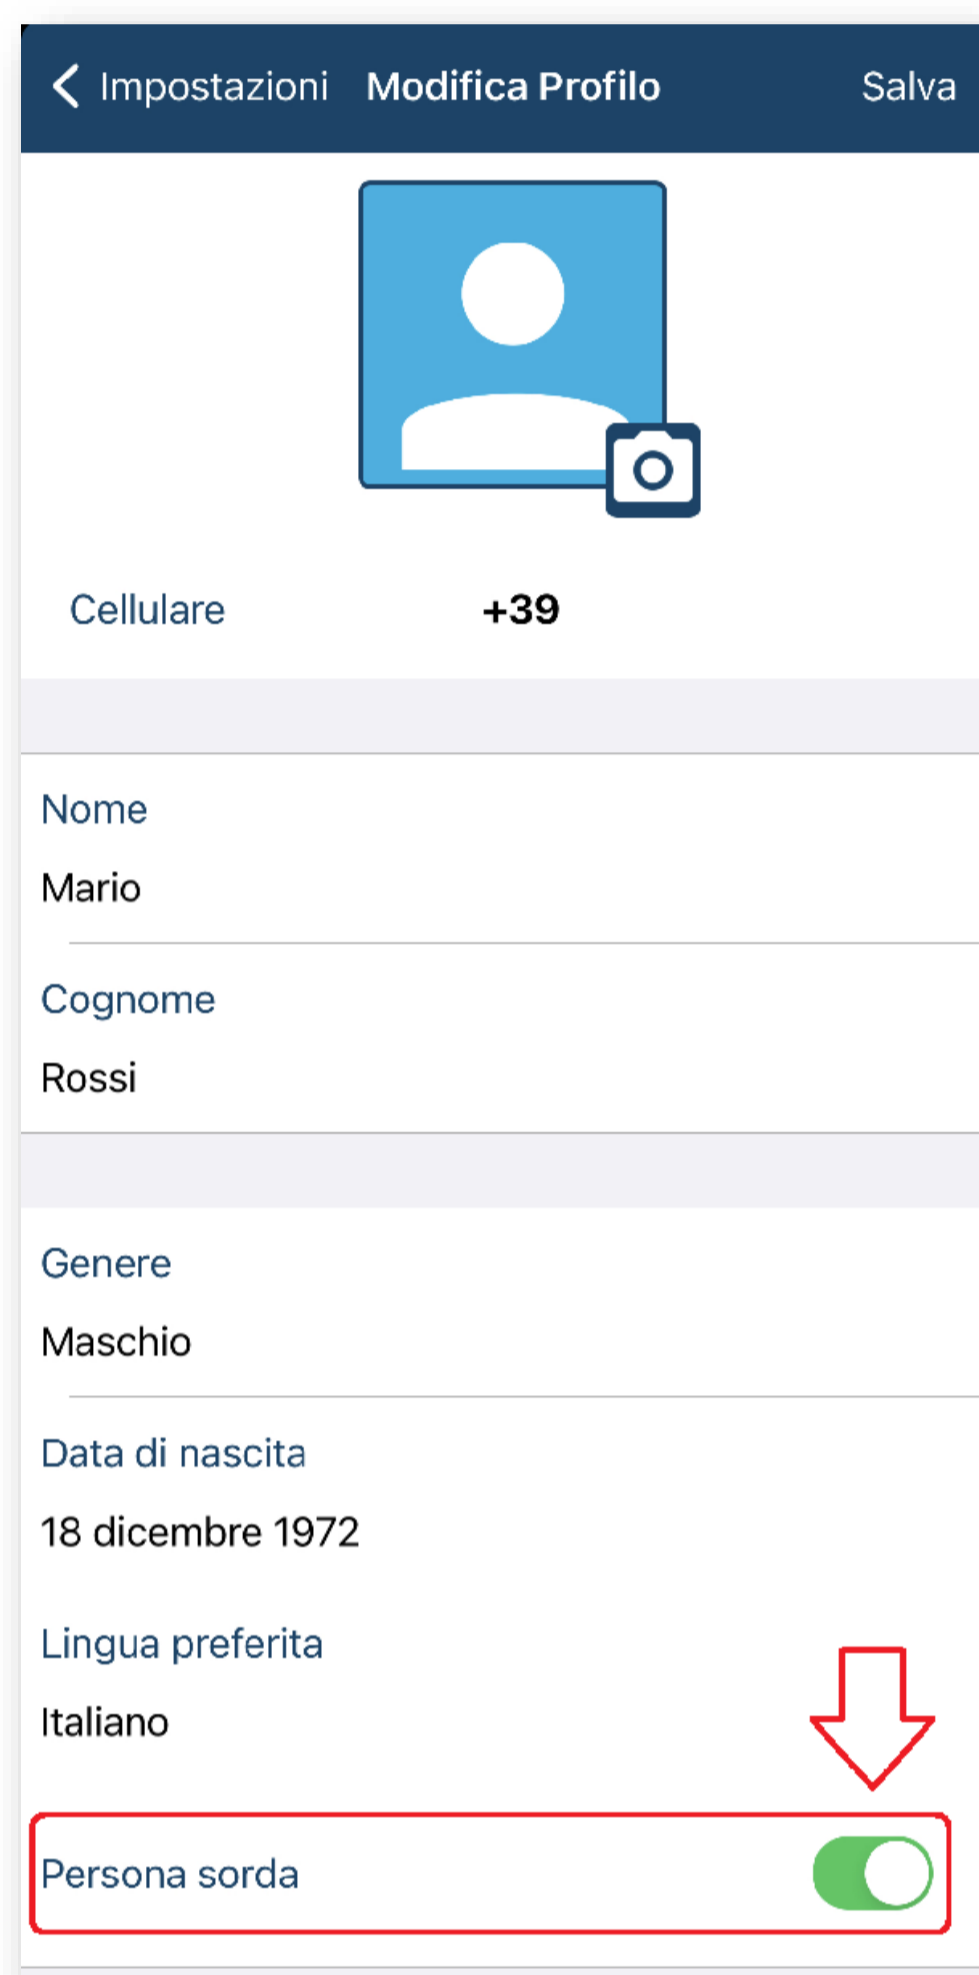 Impostazioni Modifica Profilo Salva
Cellulare +39
Nome
Mario
Cognome
Rossi
Genere
Maschio
Data di nascita
18 dicembre 1972
Lingua preferita
Italiano
Persona sorda